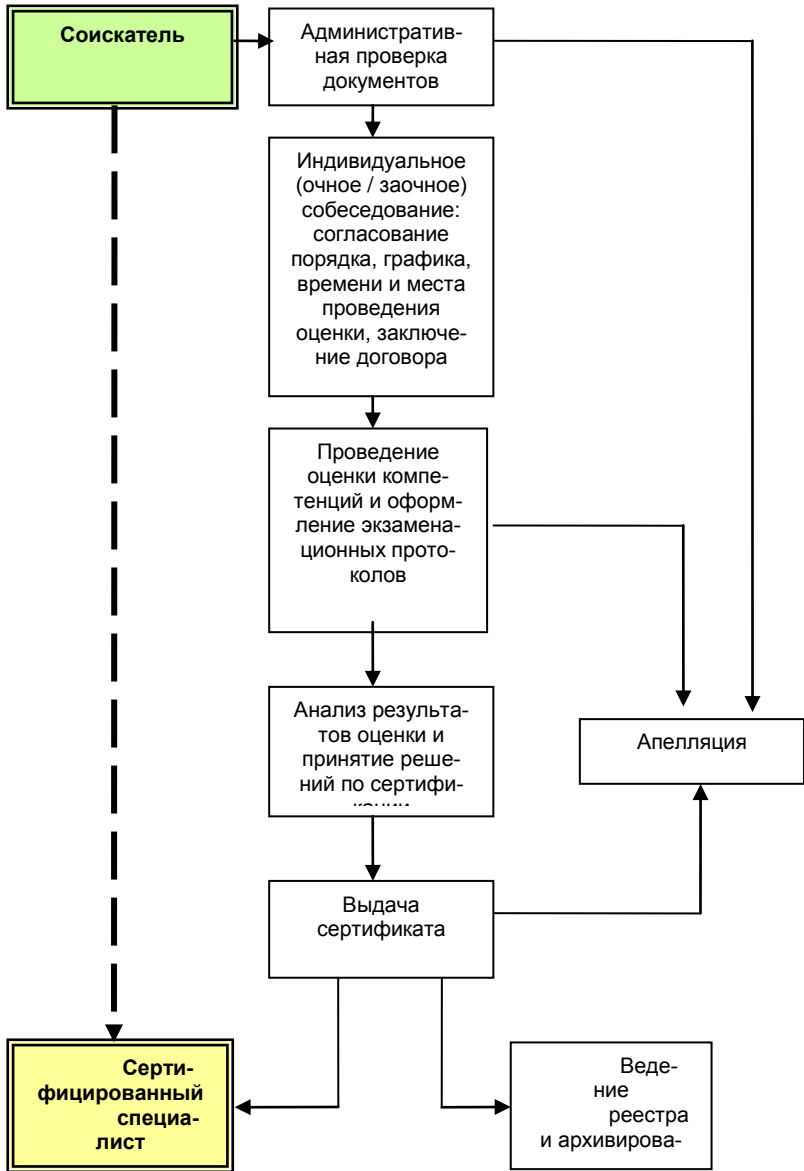 Соискатель
Административ-
ная проверка
документов
Индивидуальное
(очное / заочное)
собеседование:
согласование
порядка, графика,
времени и места
проведения
оценки, заключе-
ние договора
Проведение
оценки компе-
тенций и оформ-
ление экзамена-
ционных прото-
колов
Анализ результа-
тов оценки и
принятие реше-
ний по сертифи-
кации
Апелляция
Выдача
сертификата
Серти-
фицированный
специа-
лист
Веде-
ние
реестра
и архивирова-